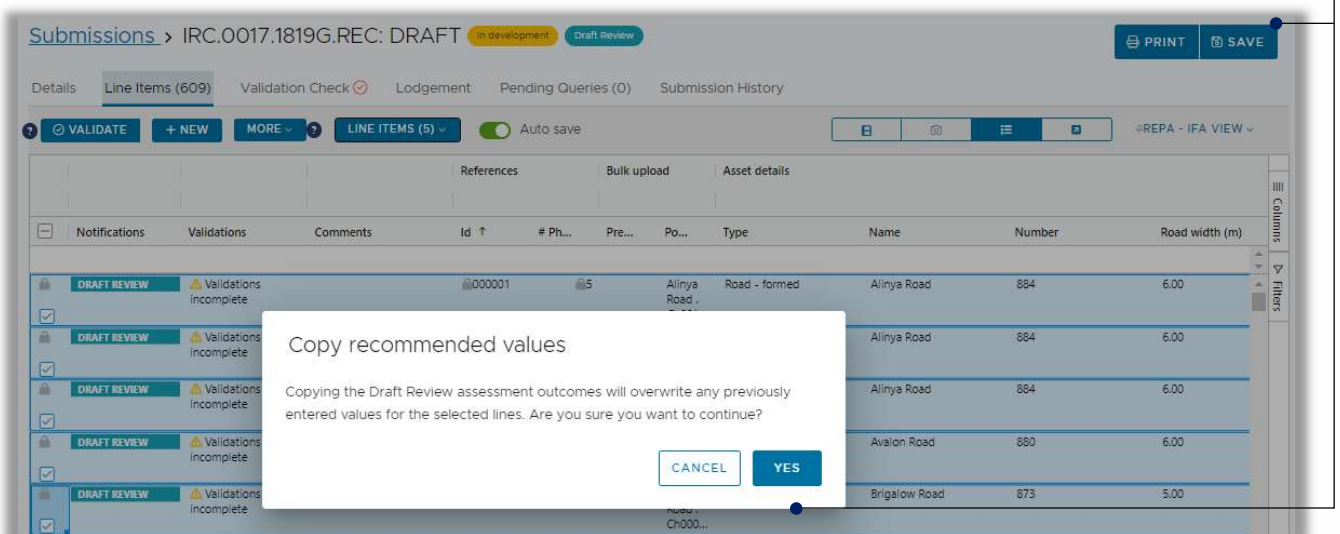 Submissions > IRC.0017.1819G.REC: DRAFT In development Draft Review
PRINT SAVE
Details Line Items (609) Validation Check Lodgement Pending Queries (0) Submission History
? VALIDATE + NEW MORE ? LINE ITEMS (5) Auto save REPA - IFA VIEW
References Bulk upload Asset details
Columns
Filters
Notifications Validations Comments Id ↑ # Ph... Pre... Po... Type Name Number Road width (m)
DRAFT REVIEW Validations incomplete 000001 5 Alinya Road - formed Alinya Road 884 6.00
Road -
DRAFT REVIEW Validations incomplete Alinya Road 884 6.00
DRAFT REVIEW Validations incomplete Alinya Road 884 6.00
DRAFT REVIEW Validations incomplete Avalon Road 880 6.00
DRAFT REVIEW Validations incomplete Brigalow Road 873 5.00
Ch000...
Copy recommended values
Copying the Draft Review assessment outcomes will overwrite any previously
entered values for the selected lines. Are you sure you want to continue?
CANCEL YES